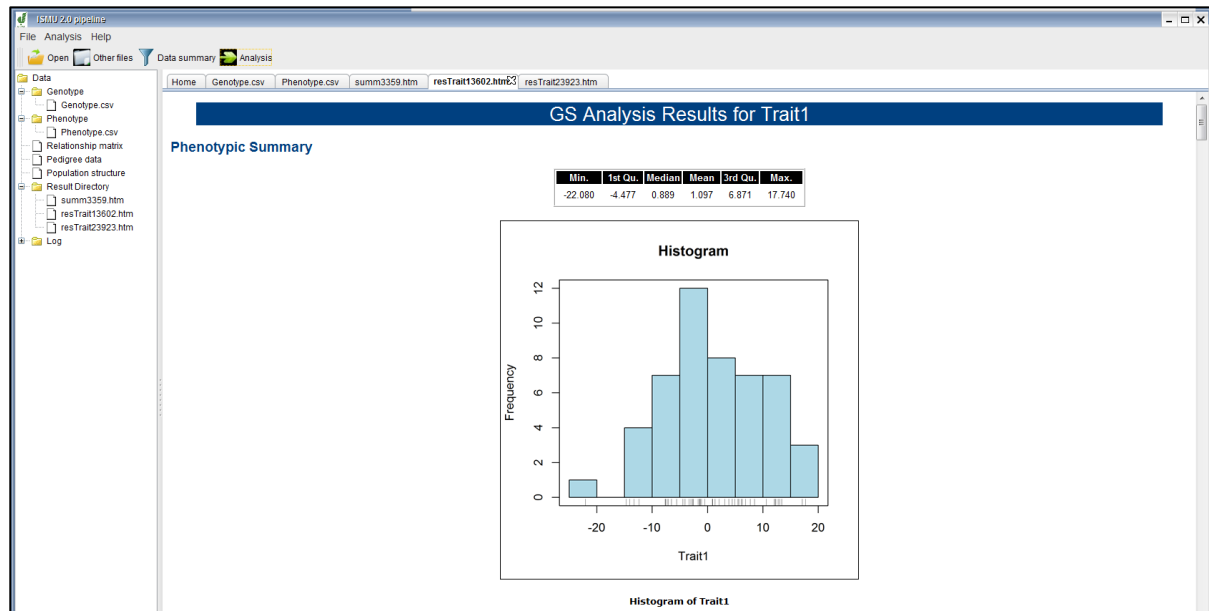 ISMU 2.0 pipeline
File Analysis Help
Open Other files Data summary Analysis
Data
Genotype
Genotype.csv
Phenotype
Phenotype.csv
Relationship matrix
Pedigree data
Population structure
Result Directory
summ3359.htm
resTrait13602.htm
resTrait23923.htm
Log
Home Genotype.csv Phenotype.csv summ3359.htm resTrait13602.htm resTrait23923.htm
GS Analysis Results for Trait1
Phenotypic Summary
Min. 1st Qu. Median Mean 3rd Qu. Max.
-22.080 -4.477 0.889 1.097 6.871 17.740
Histogram
Frequency
12
10
8
6
4
2
0
-20 -10 0 10 20
Trait1
Histogram of Trait1